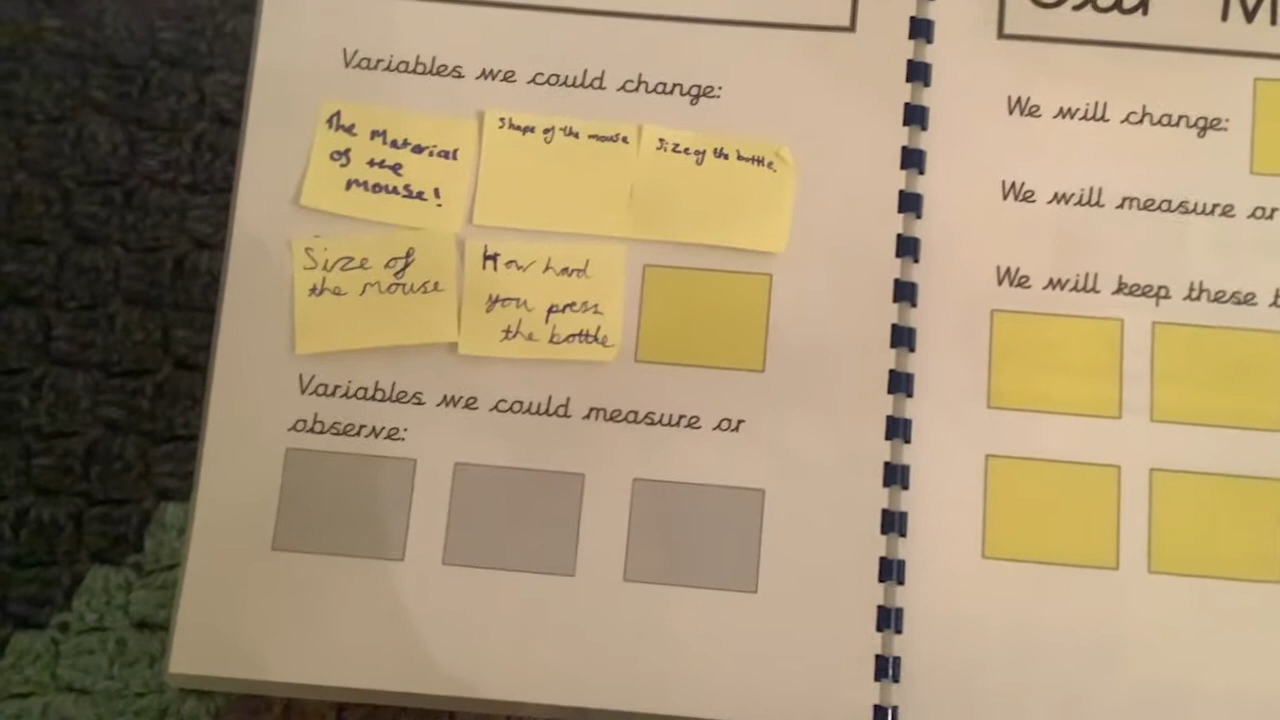 Variables we could change:
The Material
of the
mouse!
Shape of the mouse
Size of the bottle.
Size of
the mouse
How hard
you press
the bottle
Variables we could measure or
observe:
We will change:
We will measure or
We will keep these